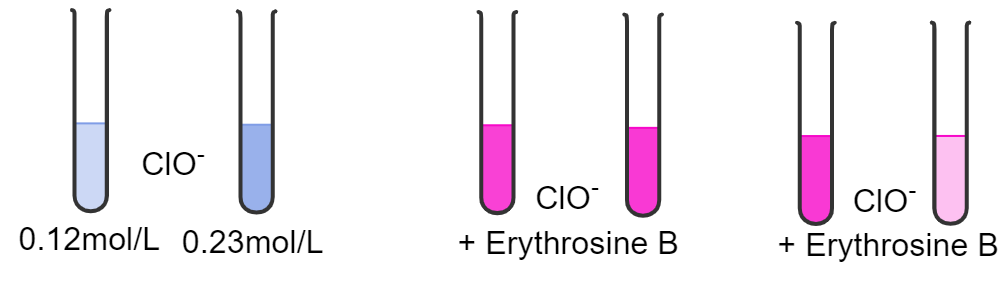 ClO⁻
0.12mol/L 0.23mol/L
ClO⁻
+ Erythrosine B
ClO⁻
+ Erythrosine B